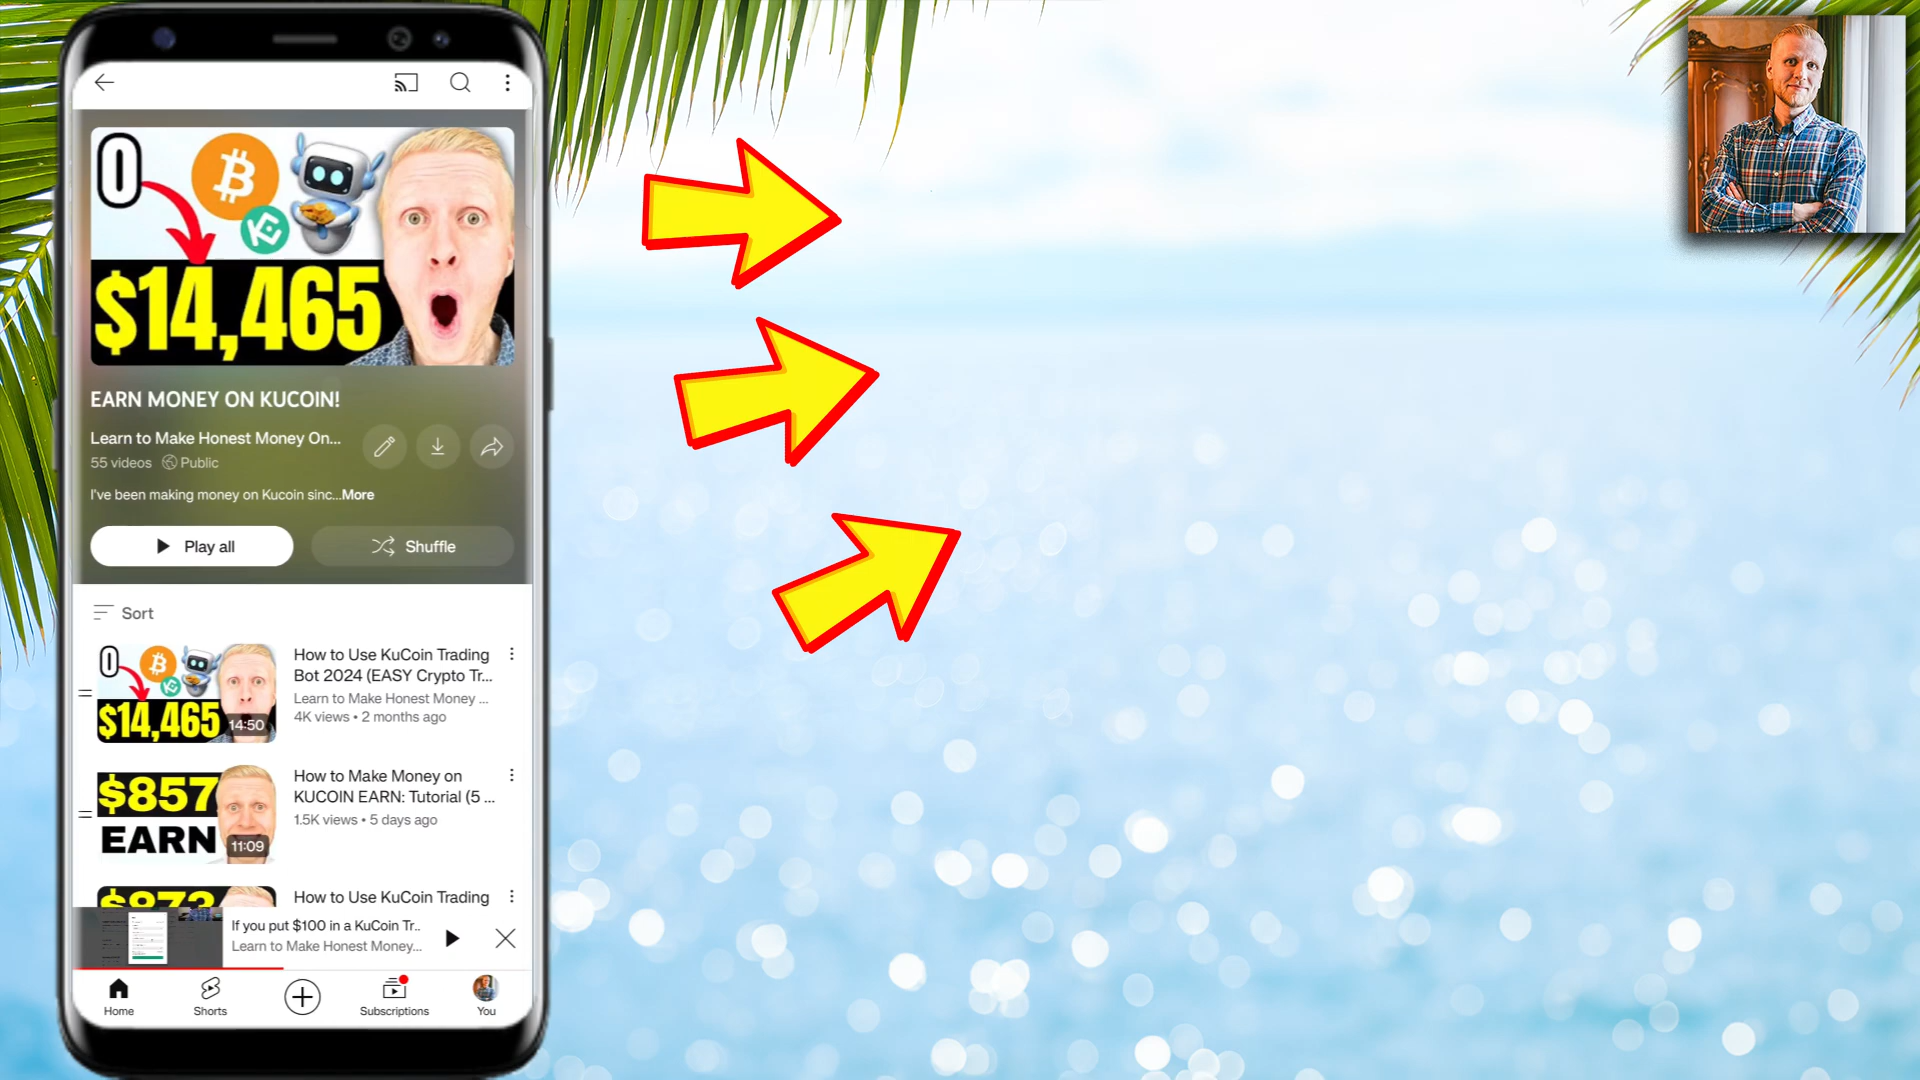 0
$14,465
EARN MONEY ON KUCOIN!
Learn to Make Honest Money On...
55 videos Public
I've been making money on Kucoin sinc...More
Play all
Shuffle
Sort
0
$14,465
14:50
How to Use KuCoin Trading
Bot 2024 (EASY Crypto Tr...
Learn to Make Honest Money ...
4K views • 2 months ago
$857
EARN
11:09
How to Make Money on
KUCOIN EARN: Tutorial (5 ...
1.5K views • 5 days ago
$873
How to Use KuCoin Trading
If you put $100 in a KuCoin Tr..
Learn to Make Honest Money...
Home
Shorts
Subscriptions
You